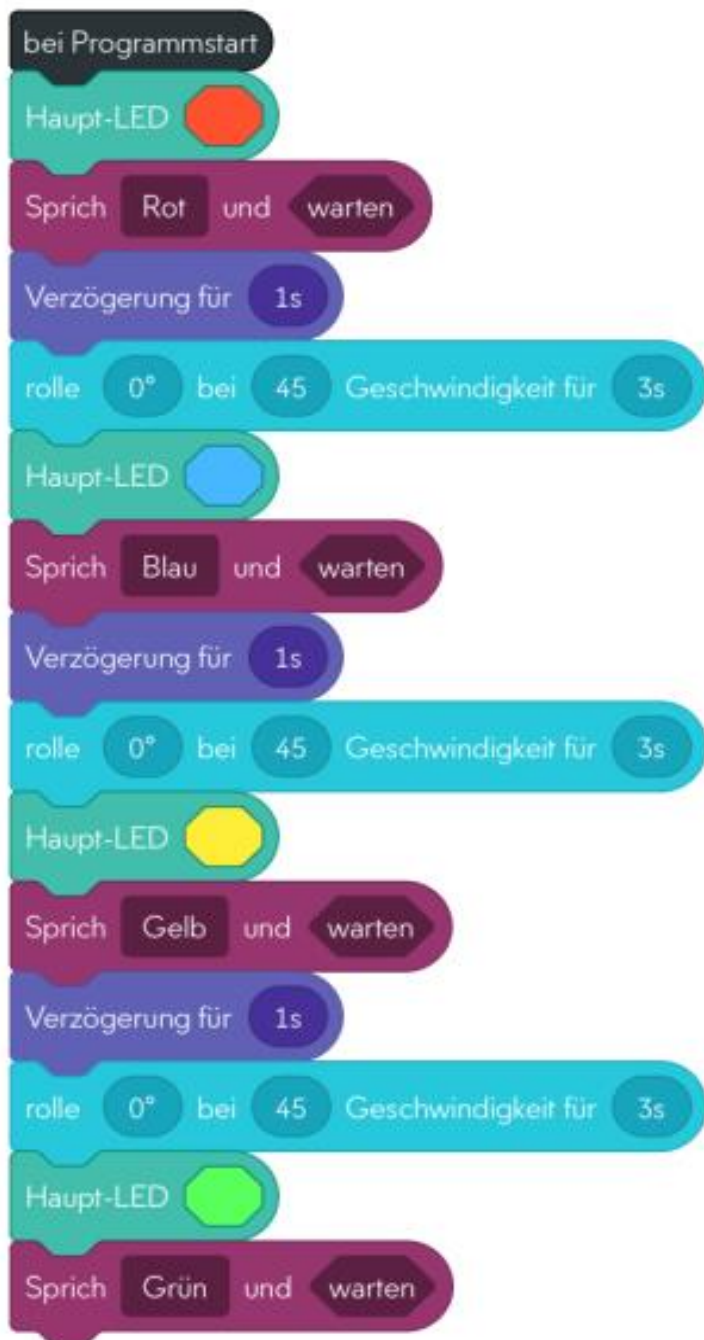 bei Programmstart
Haupt-LED
Sprich Rot und warten
Verzögerung für 1s
rolle 0° bei 45 Geschwindigkeit für 3s
Haupt-LED
Sprich Blau und warten
Verzögerung für 1s
rolle 0° bei 45 Geschwindigkeit für 3s
Haupt-LED
Sprich Gelb und warten
Verzögerung für 1s
rolle 0° bei 45 Geschwindigkeit für 3s
Haupt-LED
Sprich Grün und warten